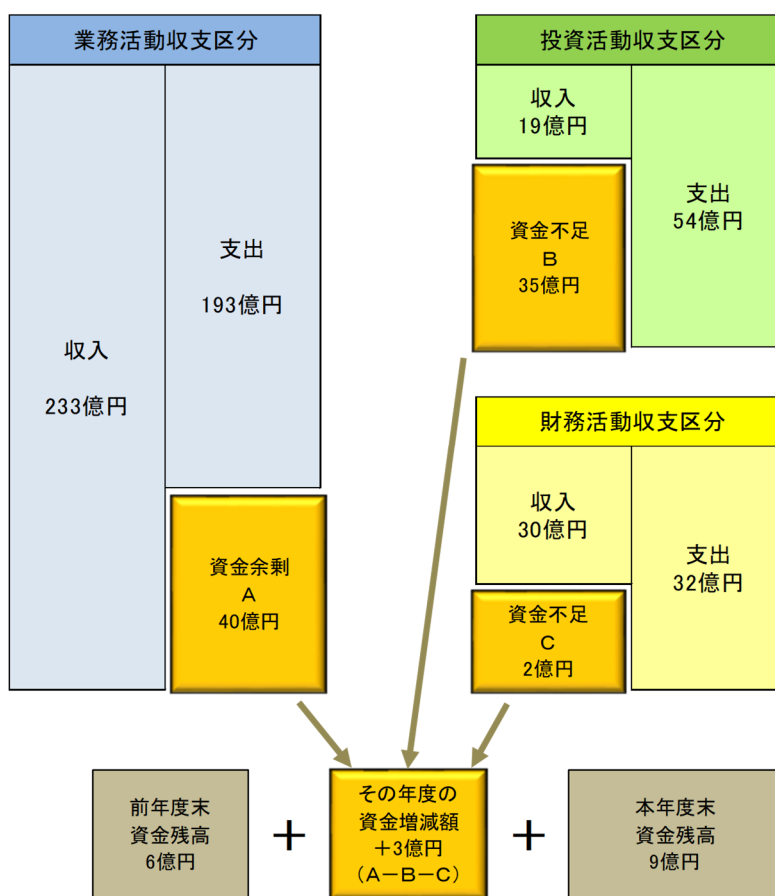 業務活動収支区分
収入
233億円
支出
193億円
資金余剰
A
40億円
投資活動収支区分
収入
19億円
資金不足
B
35億円
支出
54億円
財務活動収支区分
収入
30億円
資金不足
C
2億円
支出
32億円
前年度末
資金残高
6億円
+
その年度の
資金増減額
+3億円
(A-B-C)
+
本年度末
資金残高
9億円